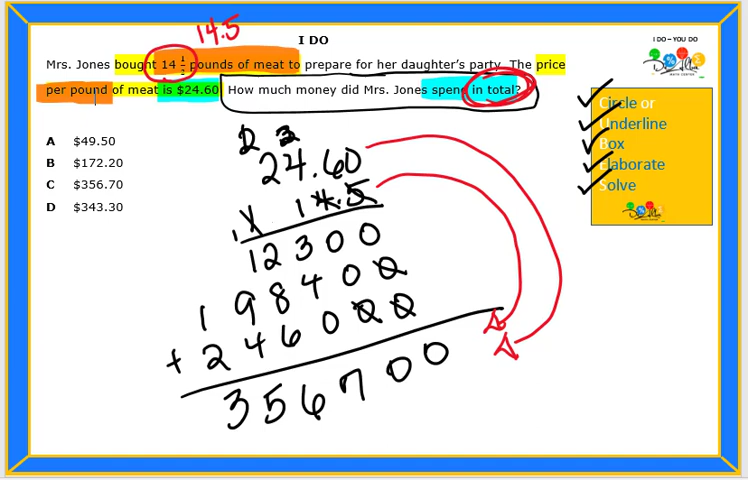 14.5
I DO
I DO – YOU DO
Mrs. Jones bought 14 1/2 pounds of meat to prepare for her daughter's party. The price
per pound of meat is $24.60. How much money did Mrs. Jones spend in total?
A $49.50
B $172.20
C $356.70
D $343.30
Circle or
Underline
Box
Elaborate
Solve
2 3 2
24.60
x 14.5
1
12300
198400
+ 246000
356700